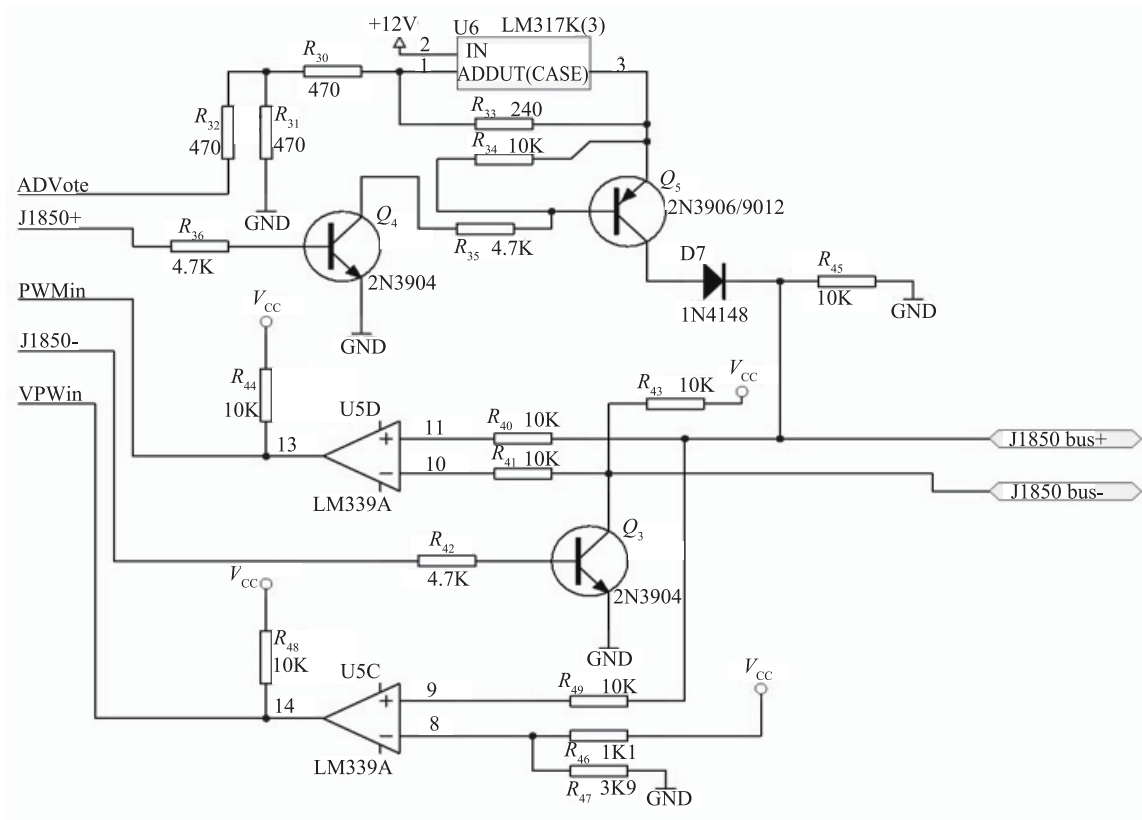 +12V
U6
LM317K(3)
2
IN
1
ADDUT(CASE)
3
R30
470
R33 240
R34 10K
R32
470
R31
470
ADVote
GND
J1850+
R36
4.7K
Q4
2N3904
GND
R35 4.7K
Q5
2N3906/9012
D7
1N4148
R45
10K
GND
PWMin
J1850-
VPWin
VCC
R44
10K
13
U5D
LM339A
11
10
R40 10K
R41 10K
R43 10K
VCC
J1850 bus+
J1850 bus-
R42
4.7K
Q3
2N3904
GND
VCC
R48
10K
14
U5C
LM339A
9
8
R49 10K
VCC
R46 1K1
R47 3K9
GND